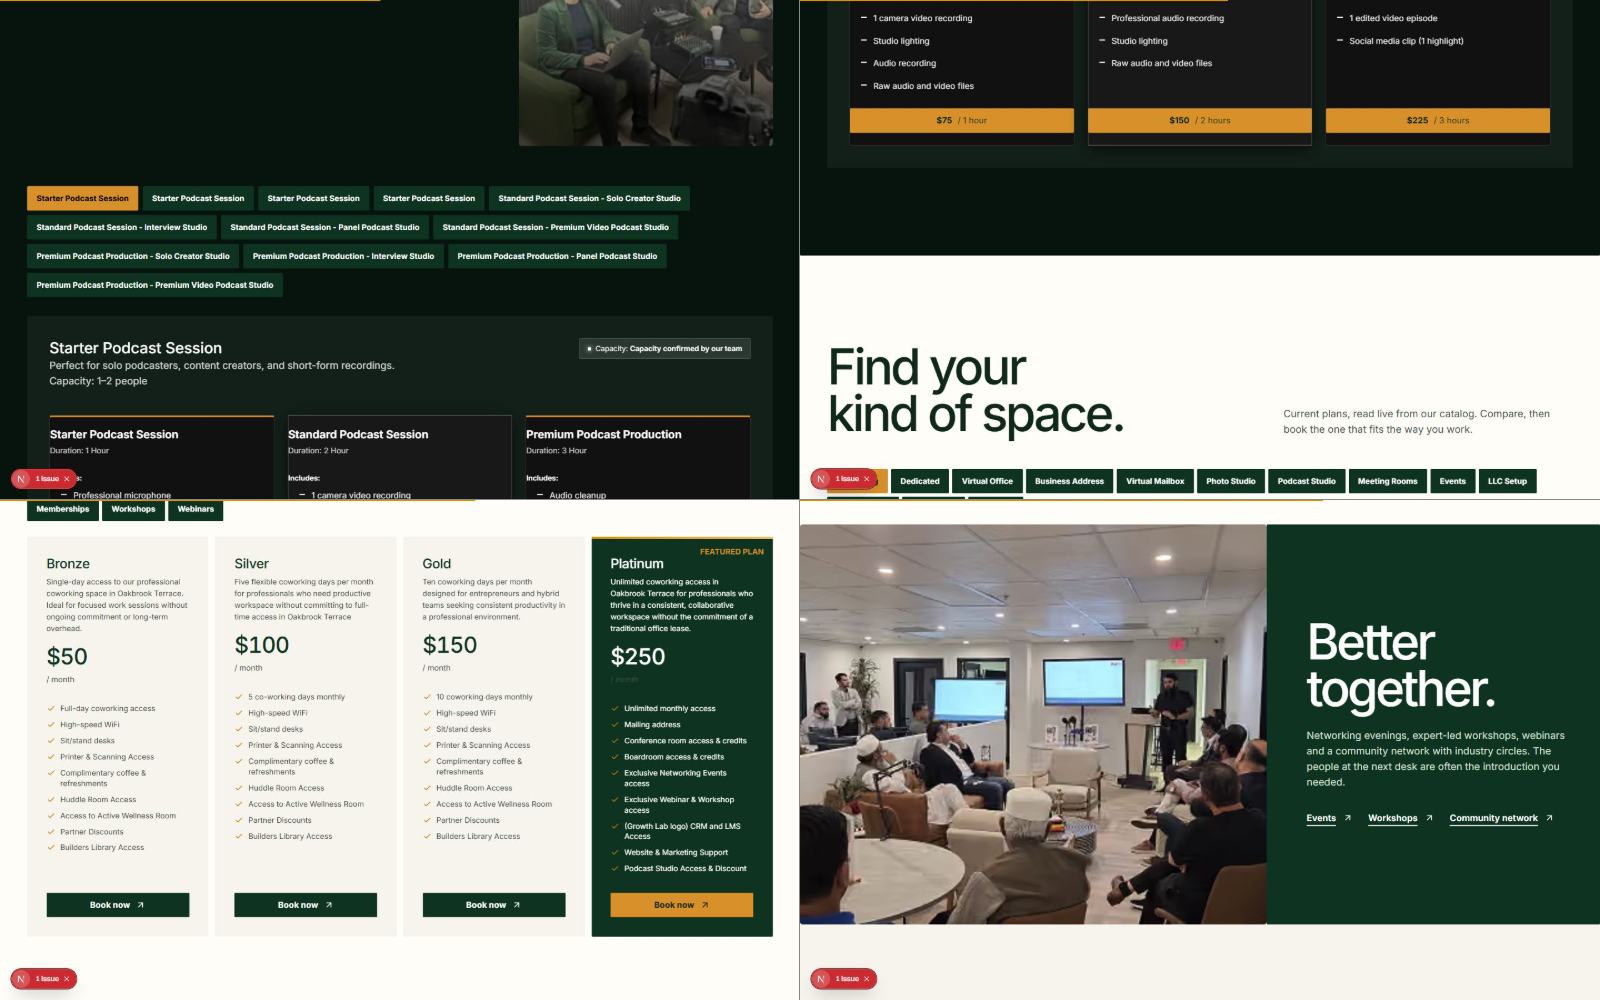 Starter Podcast Session
Starter Podcast Session
Starter Podcast Session
Starter Podcast Session
Standard Podcast Session - Solo Creator Studio
Standard Podcast Session - Interview Studio
Standard Podcast Session - Panel Podcast Studio
Standard Podcast Session - Premium Video Podcast Studio
Premium Podcast Production - Solo Creator Studio
Premium Podcast Production - Interview Studio
Premium Podcast Production - Panel Podcast Studio
Premium Podcast Production - Premium Video Podcast Studio
Starter Podcast Session
Perfect for solo podcasters, content creators, and short-form recordings.
Capacity: 1–2 people
Capacity: Capacity confirmed by our team
Starter Podcast Session
Duration: 1 Hour
Professional microphone
Standard Podcast Session
Duration: 2 Hour
Includes:
1 camera video recording
Premium Podcast Production
Duration: 3 Hour
Includes:
Audio cleanup
N 1 Issue ×
1 camera video recording
Studio lighting
Audio recording
Raw audio and video files
$75 / 1 hour
Professional audio recording
Studio lighting
Raw audio and video files
$150 / 2 hours
1 edited video episode
Social media clip (1 highlight)
$225 / 3 hours
Find your
kind of space.
Current plans, read live from our catalog. Compare, then
book the one that fits the way you work.
Dedicated
Virtual Office
Business Address
Virtual Mailbox
Photo Studio
Podcast Studio
Meeting Rooms
Events
LLC Setup
N 1 Issue ×
Memberships
Workshops
Webinars
Bronze
Single-day access to our professional
coworking space in Oakbrook Terrace.
Ideal for focused work sessions without
ongoing commitment or long-term
overhead.
$50
/ month
Full-day coworking access
High-speed WiFi
Sit/stand desks
Printer & Scanning Access
Complimentary coffee &
refreshments
Huddle Room Access
Access to Active Wellness Room
Partner Discounts
Builders Library Access
Book now
Silver
Five flexible coworking days per month
for professionals who need productive
workspace without committing to full-
time access in Oakbrook Terrace
$100
/ month
5 co-working days monthly
High-speed WiFi
Sit/stand desks
Printer & Scanning Access
Complimentary coffee &
refreshments
Huddle Room Access
Access to Active Wellness Room
Partner Discounts
Builders Library Access
Book now
Gold
Ten coworking days per month
designed for entrepreneurs and hybrid
teams seeking consistent productivity in
a professional environment.
$150
/ month
10 coworking days monthly
High-speed WiFi
Sit/stand desks
Printer & Scanning Access
Complimentary coffee &
refreshments
Huddle Room Access
Access to Active Wellness Room
Partner Discounts
Builders Library Access
Book now
FEATURED PLAN
Platinum
Unlimited coworking access in
Oakbrook Terrace for professionals who
thrive in a consistent, collaborative
workspace without the commitment of a
traditional office lease.
$250
/ month
Unlimited monthly access
Mailing address
Conference room access & credits
Boardroom access & credits
Exclusive Networking Events
access
Exclusive Webinar & Workshop
access
(Growth Lab logo) CRM and LMS
Access
Website & Marketing Support
Podcast Studio Access & Discount
Book now
N 1 Issue ×
Better
together.
Networking evenings, expert-led workshops, webinars
and a community network with industry circles. The
people at the next desk are often the introduction you
needed.
Events
Workshops
Community network
N 1 Issue ×